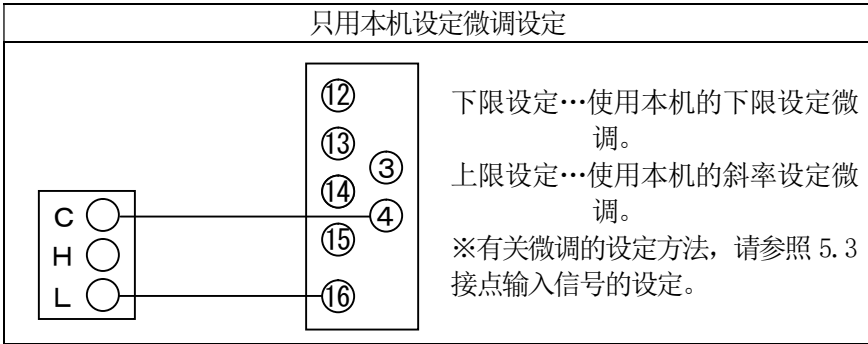 只用本机设定微调设定
⑫
⑬
③
⑭
④
⑮
⑯
C
H
L
下限设定…使用本机的下限设定微
调。
上限设定…使用本机的斜率设定微
调。
※有关微调的设定方法，请参照 5.3
接点输入信号的设定。